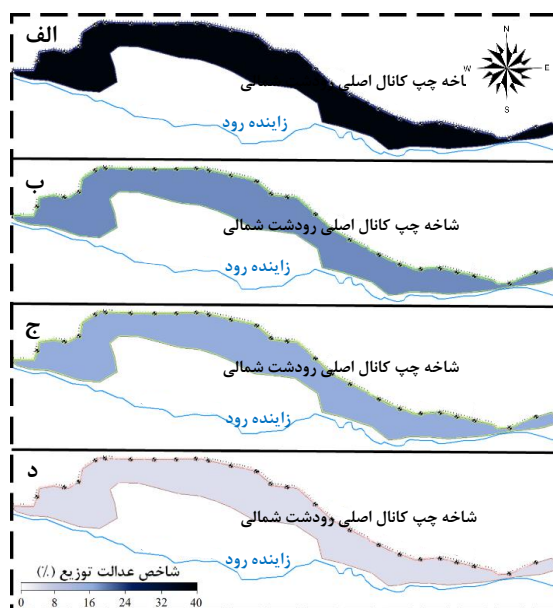 الف
N
W E
S
شاخه چپ کانال اصلی رودشت شمالی
زاینده رود
ب
شاخه چپ کانال اصلی رودشت شمالی
زاینده رود
ج
شاخه چپ کانال اصلی رودشت شمالی
زاینده رود
د
شاخه چپ کانال اصلی رودشت شمالی
زاینده رود
شاخص عدالت توزیع (٪)
0 8 16 24 32 40